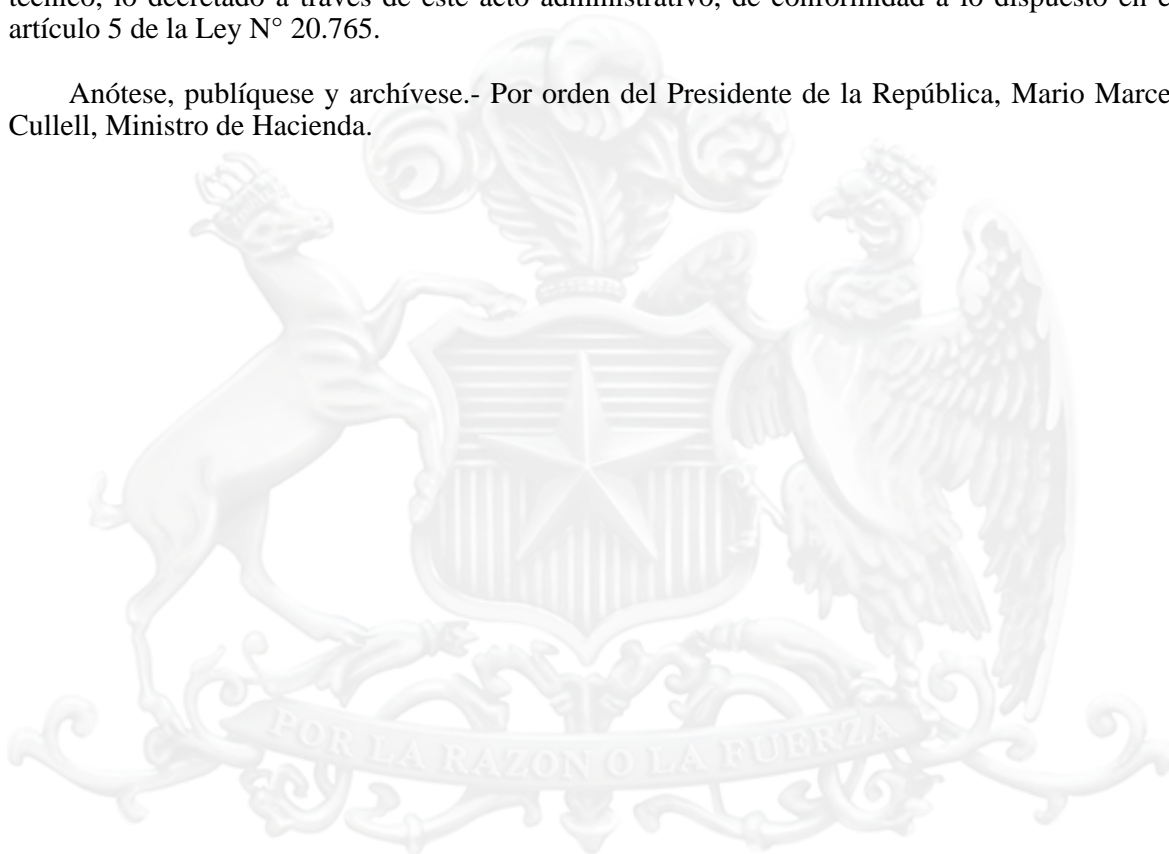 técnico, lo decretado a través de este acto administrativo, de conformidad a lo dispuesto en e
artículo 5 de la Ley N° 20.765.
Anótese, publíquese y archívese.- Por orden del Presidente de la República, Mario Marce
Cullell, Ministro de Hacienda.
POR LA RAZON O LA FUERZA